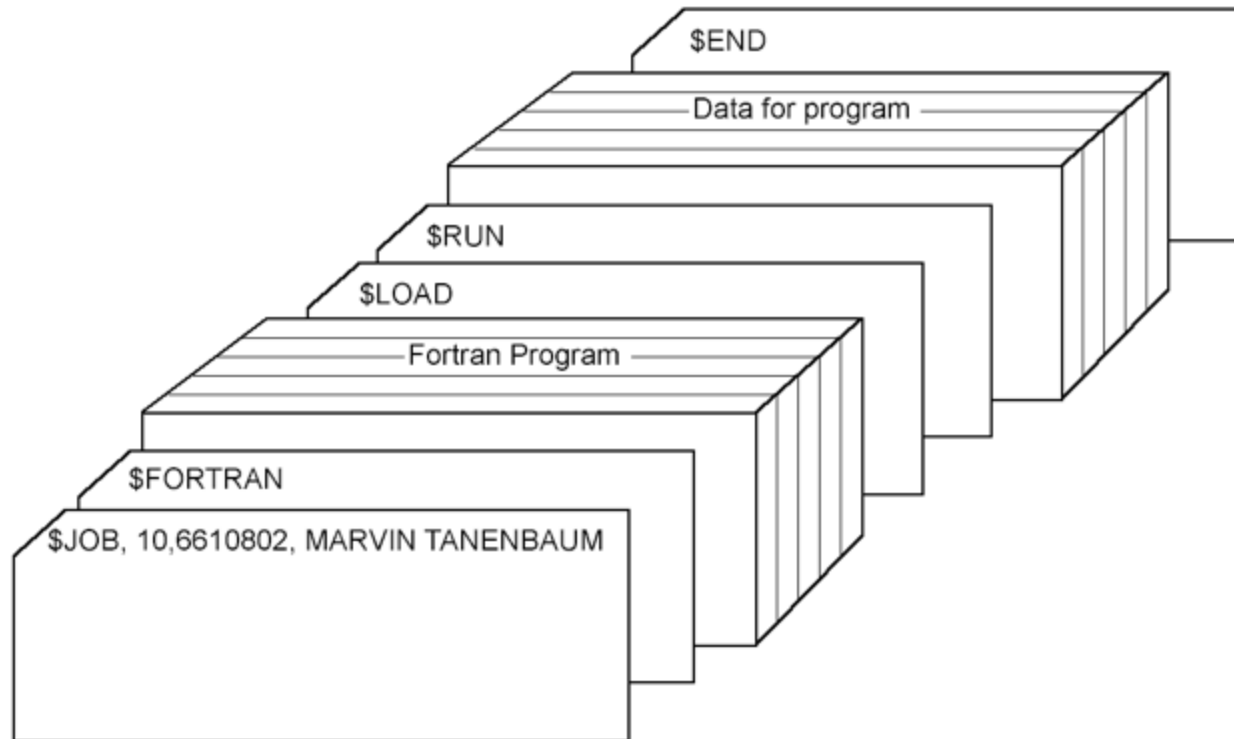 $END
Data for program
$RUN
$LOAD
Fortran Program
$FORTRAN
$JOB, 10,6610802, MARVIN TANENBAUM